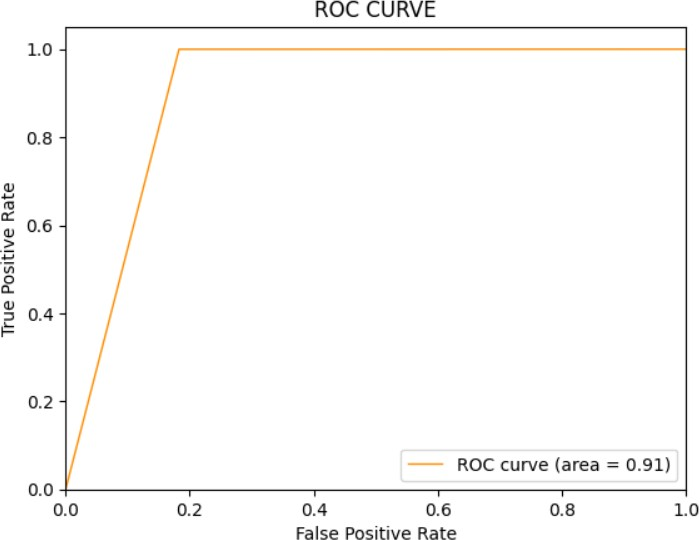 ROC CURVE
True Positive Rate
1.0
0.8
0.6
0.4
0.2
0.0
0.0 0.2 0.4 0.6 0.8 1.0
False Positive Rate
ROC curve (area = 0.91)